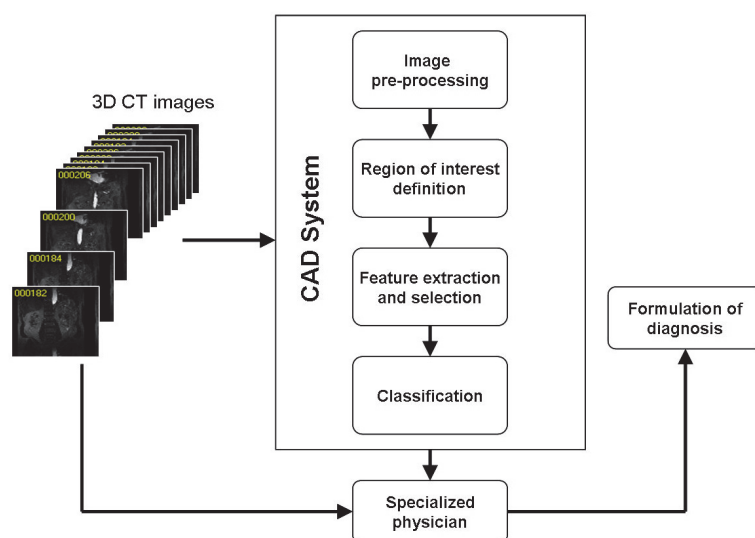 3D CT images
000206
000200
000184
000182
CAD System
Image
pre-processing
Region of interest
definition
Feature extraction
and selection
Classification
Specialized
physician
Formulation of
diagnosis